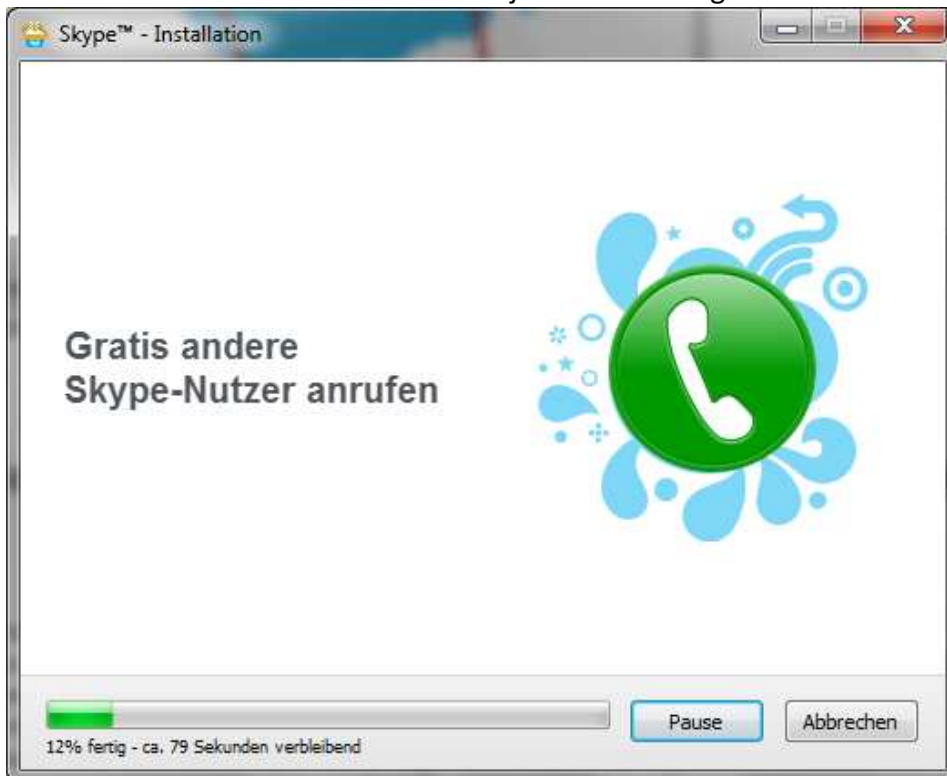 Skype™ - Installation
Gratis andere
Skype-Nutzer anrufen
Pause
Abbrechen
12% fertig - ca. 79 Sekunden verbleibend